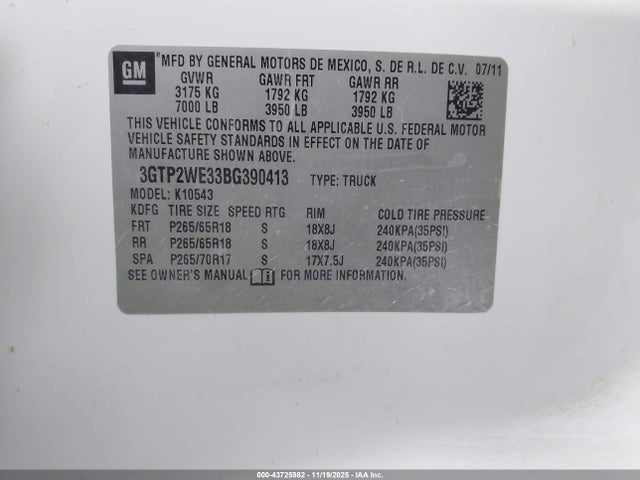 GM
MFD BY GENERAL MOTORS DE MEXICO, S. DE R.L. DE C.V. 07/11
GVWR GAWR FRT GAWR RR
3175 KG 1792 KG 1792 KG
7000 LB 3950 LB 3950 LB
THIS VEHICLE CONFORMS TO ALL APPLICABLE U.S. FEDERAL MOTOR
VEHICLE SAFETY STANDARDS IN EFFECT ON THE DATE OF
MANUFACTURE SHOWN ABOVE.
3GTP2WE33BG390413 TYPE: TRUCK
MODEL: K10543
KDFG TIRE SIZE SPEED RTG RIM COLD TIRE PRESSURE
FRT P265/65R18 S 18X8J 240KPA(35PSI)
RR P265/65R18 S 18X8J 240KPA(35PSI)
SPA P265/70R17 S 17X7.5J 240KPA(35PSI)
SEE OWNER'S MANUAL FOR MORE INFORMATION.
000-43725982 - 11/19/2025 - IAA, Inc. - Copyright